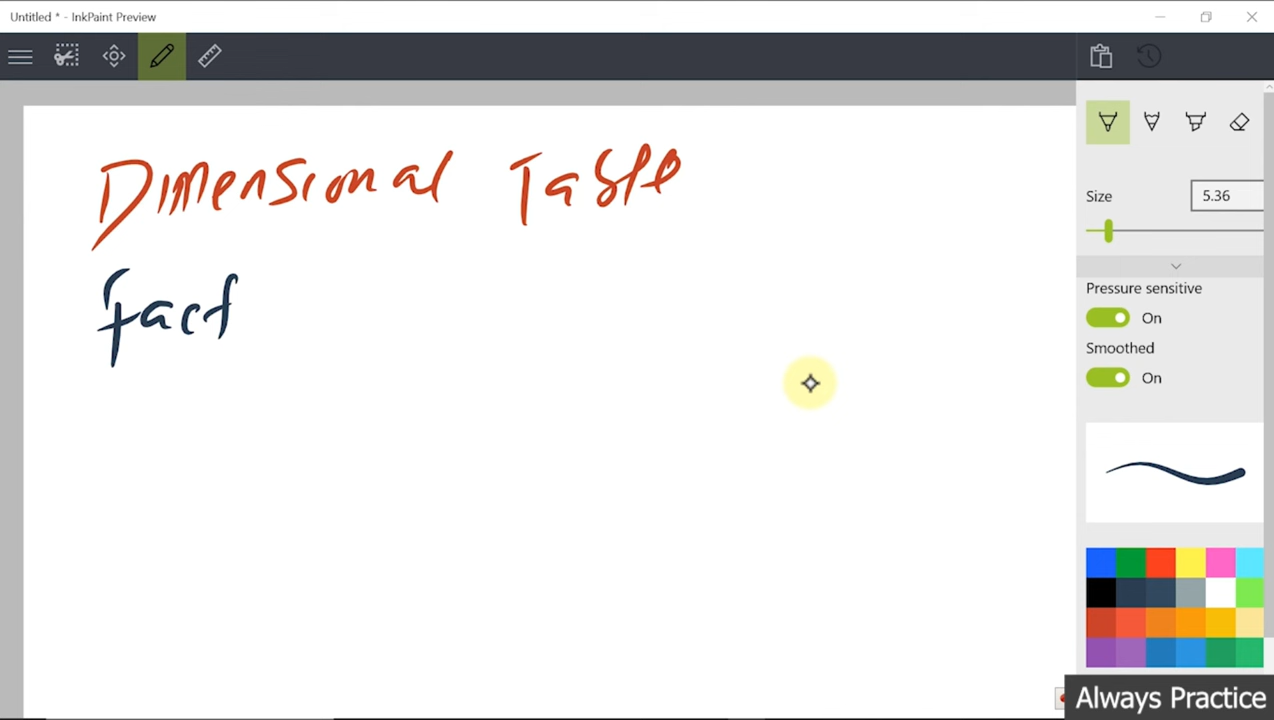 Untitled * - InkPaint Preview
Dimensional Table
Fact
Size
5.36
Pressure sensitive
On
Smoothed
On
Always Practice